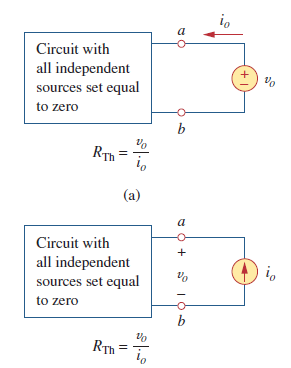 a
i_o
Circuit with
all independent
sources set equal
to zero
+
–
v_o
b
R_Th = v_o / i_o
(a)
a
Circuit with
all independent
sources set equal
to zero
+
v_o
–
i_o
b
R_Th = v_o / i_o